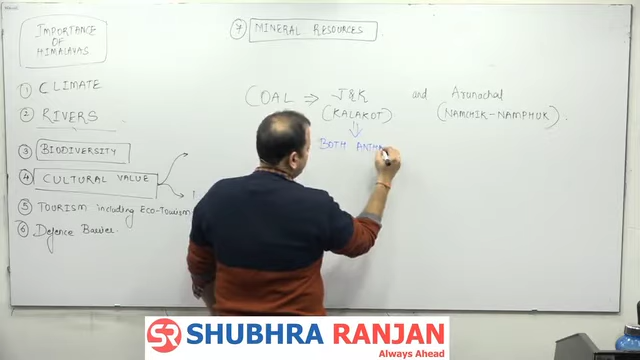 IMPORTANCE
OF
HIMALAYAS
① CLIMATE
② RIVERS
③ BIODIVERSITY
④ CULTURAL VALUE
⑤ TOURISM including Eco-Tourism
⑥ Defence Barrier.
⑦ MINERAL RESOURCES
COAL ⇒ J&K and Arunachal
(KALAKOT) (NAMCHIK-NAMPHUK).
BOTH ANTHR
SR SHUBHRA RANJAN
Always Ahead